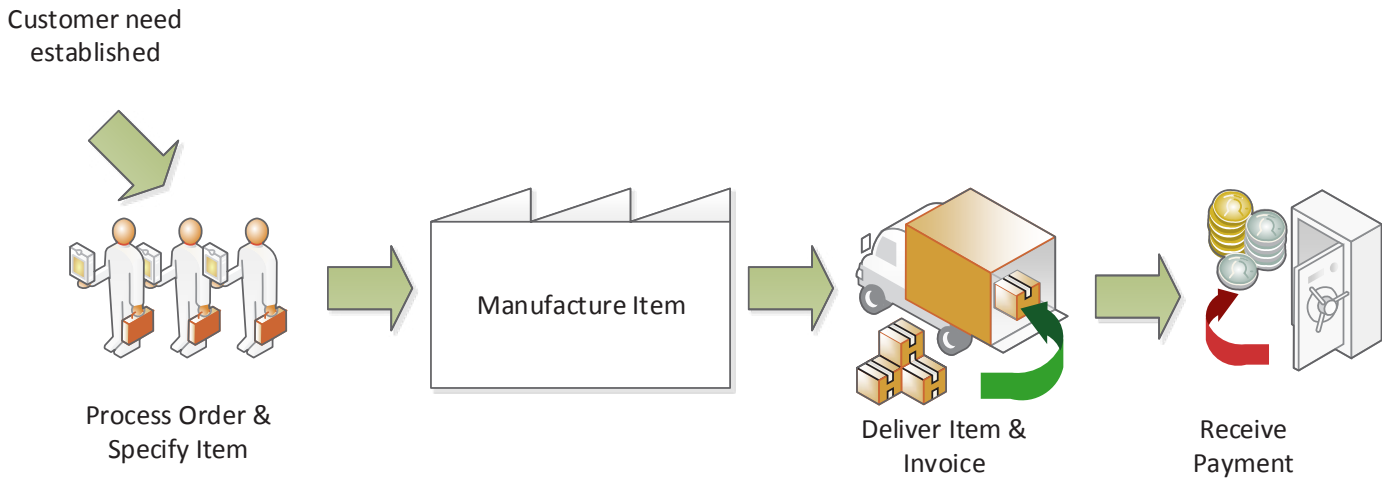 Customer need
established
Manufacture Item
Process Order &
Specify Item
Deliver Item &
Invoice
Receive
Payment